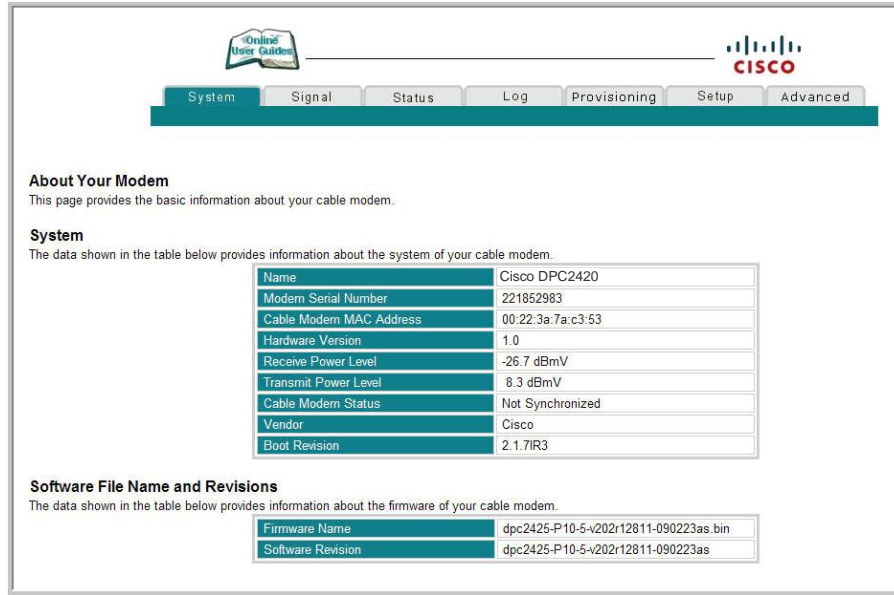 Online
User Guides
CISCO
System Signal Status Log Provisioning Setup Advanced
About Your Modem
This page provides the basic information about your cable modem.
System
The data shown in the table below provides information about the system of your cable modem.
Name Cisco DPC2420
Modem Serial Number 221852983
Cable Modem MAC Address 00:22:3a:7a:c3:53
Hardware Version 1.0
Receive Power Level -26.7 dBmV
Transmit Power Level 8.3 dBmV
Cable Modem Status Not Synchronized
Vendor Cisco
Boot Revision 2.1.7IR3
Software File Name and Revisions
The data shown in the table below provides information about the firmware of your cable modem.
Firmware Name dpc2425-P10-5-v202r12811-090223as.bin
Software Revision dpc2425-P10-5-v202r12811-090223as